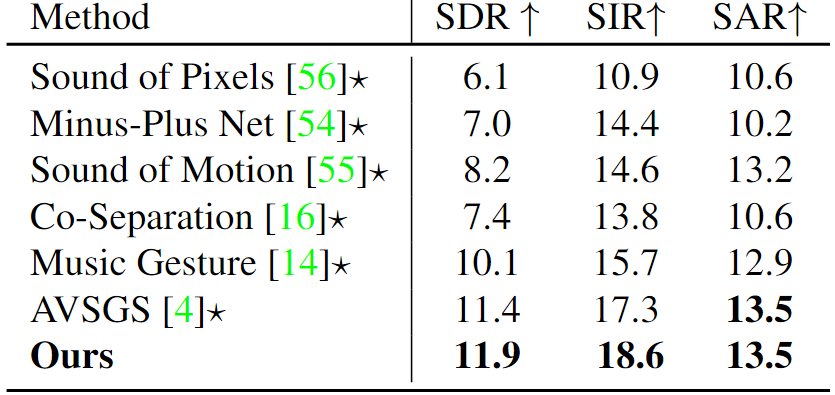 Method SDR ↑ SIR↑ SAR↑
Sound of Pixels [56]⋆ 6.1 10.9 10.6
Minus-Plus Net [54]⋆ 7.0 14.4 10.2
Sound of Motion [55]⋆ 8.2 14.6 13.2
Co-Separation [16]⋆ 7.4 13.8 10.6
Music Gesture [14]⋆ 10.1 15.7 12.9
AVSGS [4]⋆ 11.4 17.3 13.5
Ours 11.9 18.6 13.5